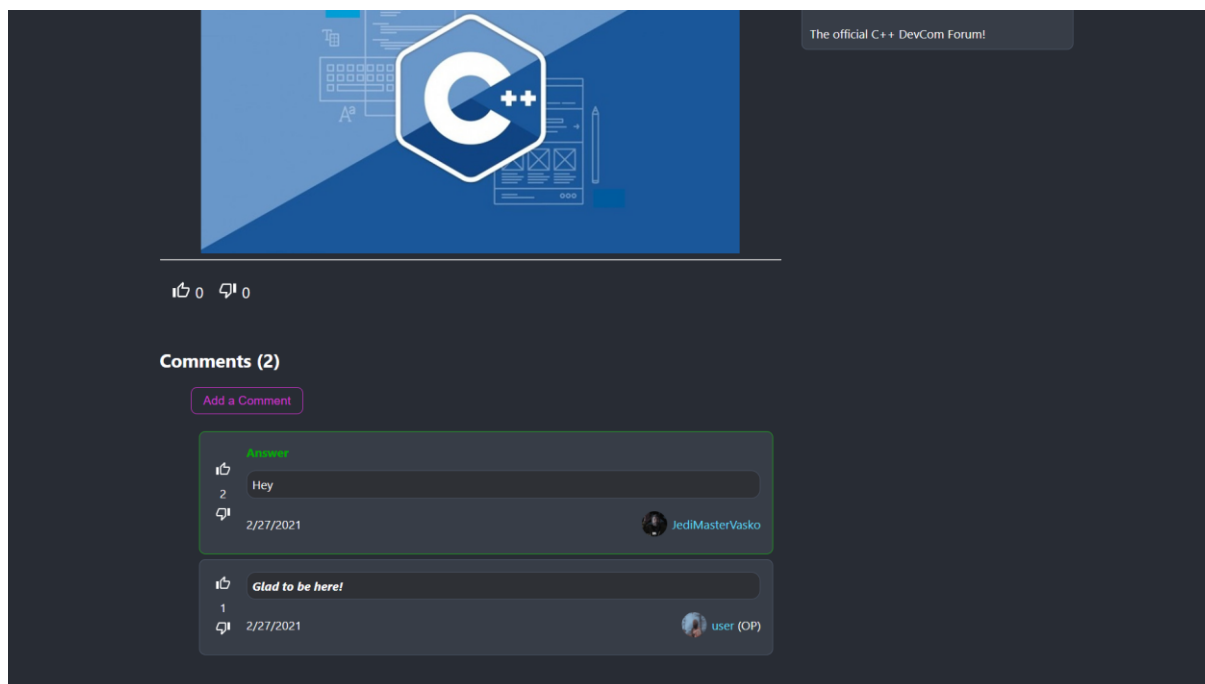 The official C++ DevCom Forum!
T
Aa
C++
0 0
Comments (2)
Add a Comment
Answer
2
Hey
2/27/2021
JediMasterVasko
Glad to be here!
1
2/27/2021
user (OP)